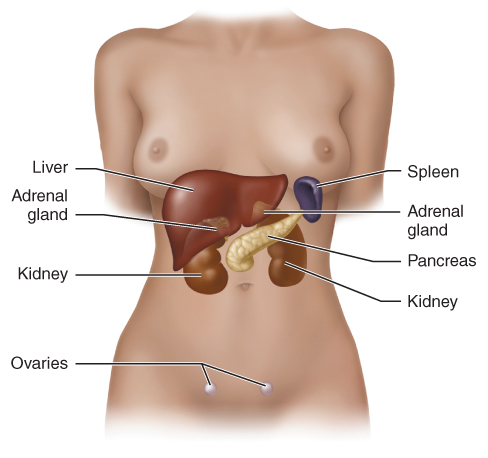 Liver
Adrenal
gland
Kidney
Ovaries
Spleen
Adrenal
gland
Pancreas
Kidney